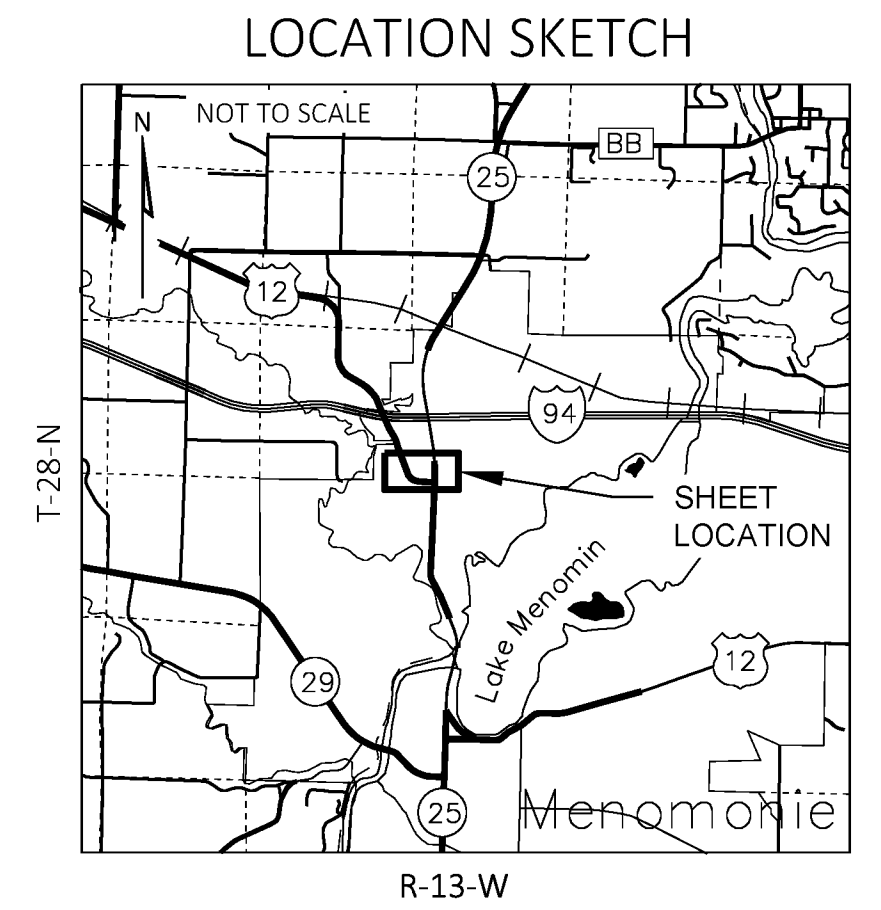 LOCATION SKETCH
NOT TO SCALE
N
BB
25
12
94
T-28-N
SHEET
LOCATION
Lake Menomin
12
29
25
Menomonie
R-13-W